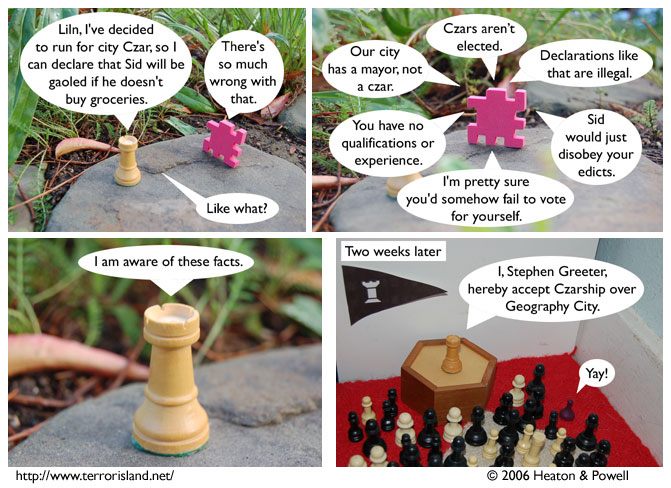 Liln, I've decided
to run for city Czar, so I
can declare that Sid will be
gaoled if he doesn't
buy groceries.
There's
so much
wrong with
that.
Like what?
Czars aren't
elected.
Our city
has a mayor, not
a czar.
Declarations like
that are illegal.
You have no
qualifications or
experience.
Sid
would just
disobey your
edicts.
I'm pretty sure
you'd somehow fail to vote
for yourself.
I am aware of these facts.
Two weeks later
I, Stephen Greeter,
hereby accept Czarship over
Geography City.
Yay!
http://www.terrorisland.net/
© 2006 Heaton & Powell